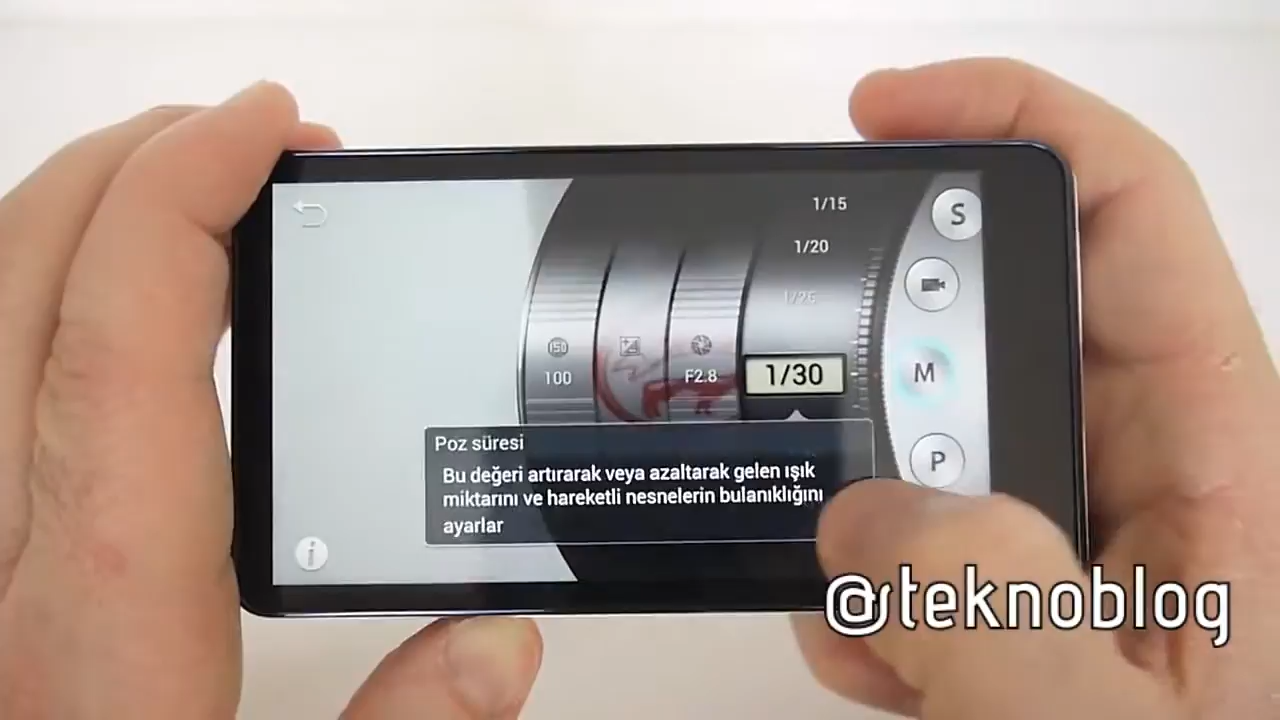 1/15
S
1/20
1/25
ISO
100
F2.8
1/30
M
Poz süresi
Bu değeri artırarak veya azaltarak gelen ışık
miktarını ve hareketli nesnelerin bulanıklığını
ayarlar
P
i
@teknoblog